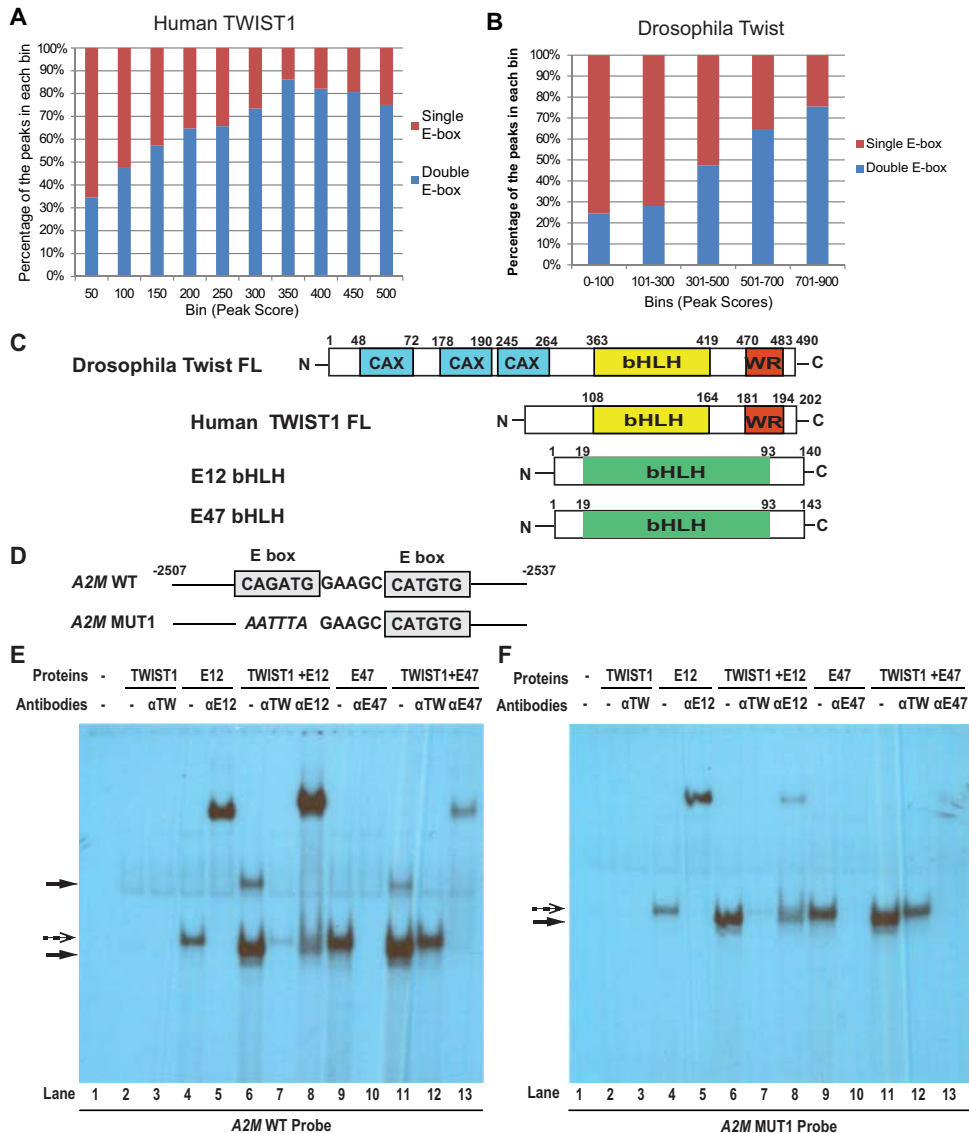 A
Human TWIST1
Percentage of the peaks in each bin
100%
90%
80%
70%
60%
50%
40%
30%
20%
10%
0%
50 100 150 200 250 300 350 400 450 500
Bin (Peak Score)
Single E-box
Double E-box
B
Drosophila Twist
Percentage of the peaks in each bin
100%
90%
80%
70%
60%
50%
40%
30%
20%
10%
0%
0-100 101-300 301-500 501-700 701-900
Bins (Peak Scores)
Single E-box
Double E-box
C
1 48 72 178 190 245 264 363 419 470 483 490
Drosophila Twist FL N CAX CAX CAX bHLH WR C
108 164 181 194 202
Human TWIST1 FL N bHLH WR C
1 19 93 140
E12 bHLH N bHLH C
1 19 93 143
E47 bHLH N bHLH C
D
E box E box
A2M WT -2507 CAGATG GAAGC CATGTG -2537
A2M MUT1 AATTTA GAAGC CATGTG
E
Proteins - TWIST1 E12 TWIST1 +E12 E47 TWIST1+E47
Antibodies - - αTW - αE12 - αTW αE12 - αE47 - αTW αE47
Lane 1 2 3 4 5 6 7 8 9 10 11 12 13
A2M WT Probe
F
Proteins - TWIST1 E12 TWIST1 +E12 E47 TWIST1 +E47
Antibodies - - αTW - αE12 - αTW αE12 - αE47 - αTW αE47
Lane 1 2 3 4 5 6 7 8 9 10 11 12 13
A2M MUT1 Probe